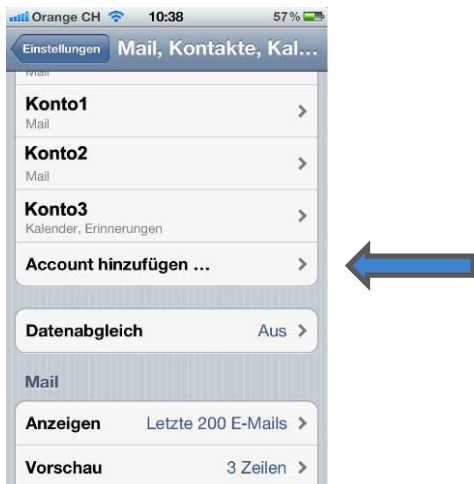 Orange CH 10:38 57%
Einstellungen Mail, Kontakte, Kal...
Mail
Konto1
Mail
Konto2
Mail
Konto3
Kalender, Erinnerungen
Account hinzufügen ...
Datenabgleich Aus
Mail
Anzeigen Letzte 200 E-Mails
Vorschau 3 Zeilen